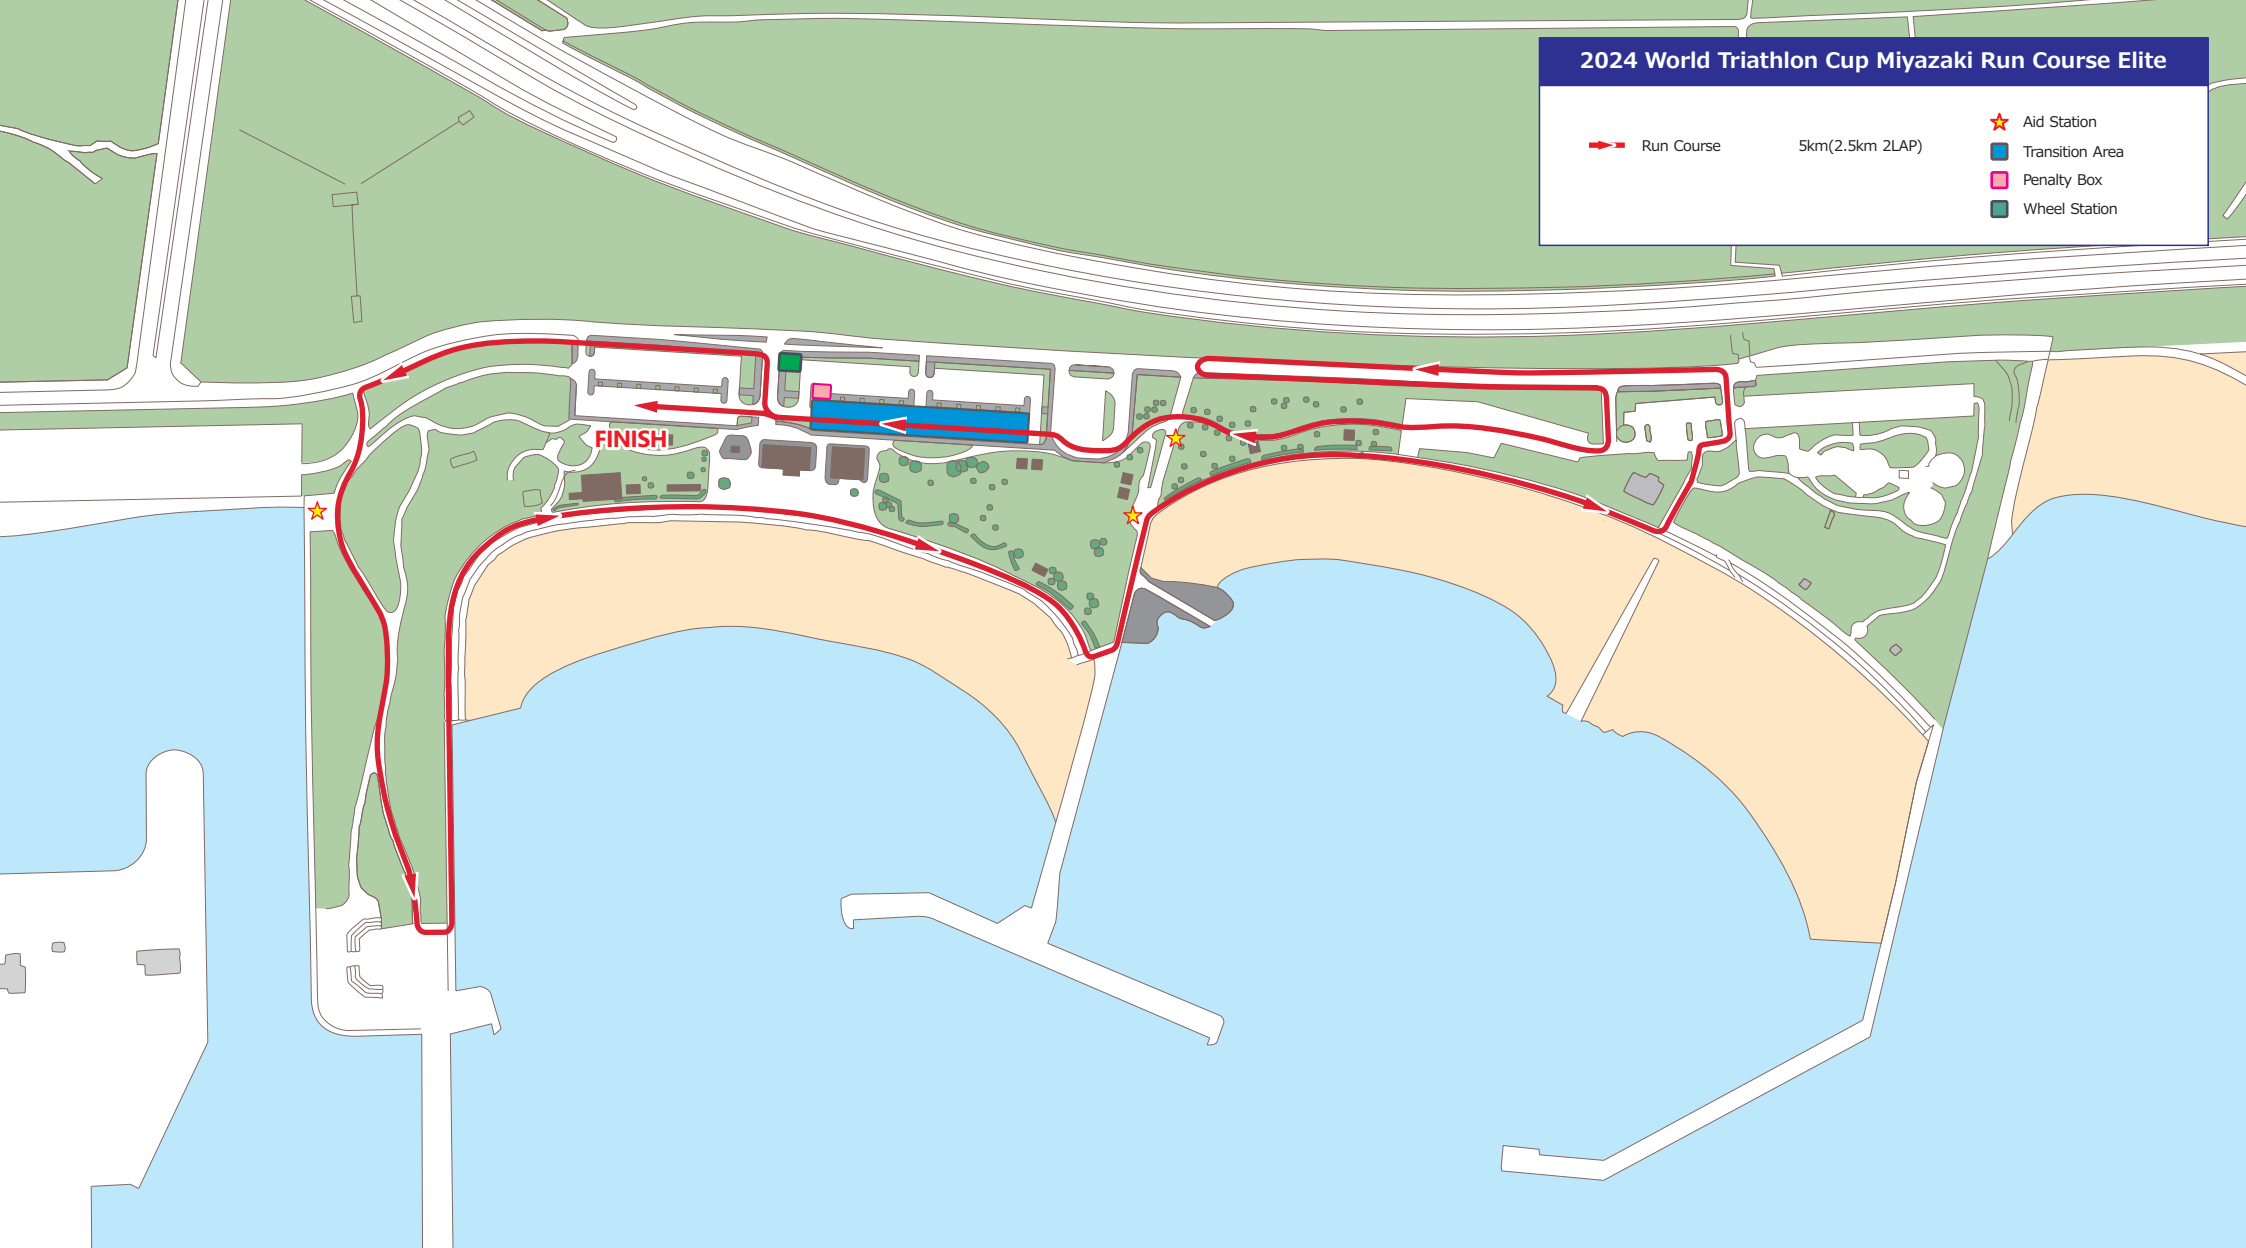 2024 World Triathlon Cup Miyazaki Run Course Elite
Run Course 5km(2.5km 2LAP)
Aid Station
Transition Area
Penalty Box
Wheel Station
FINISH